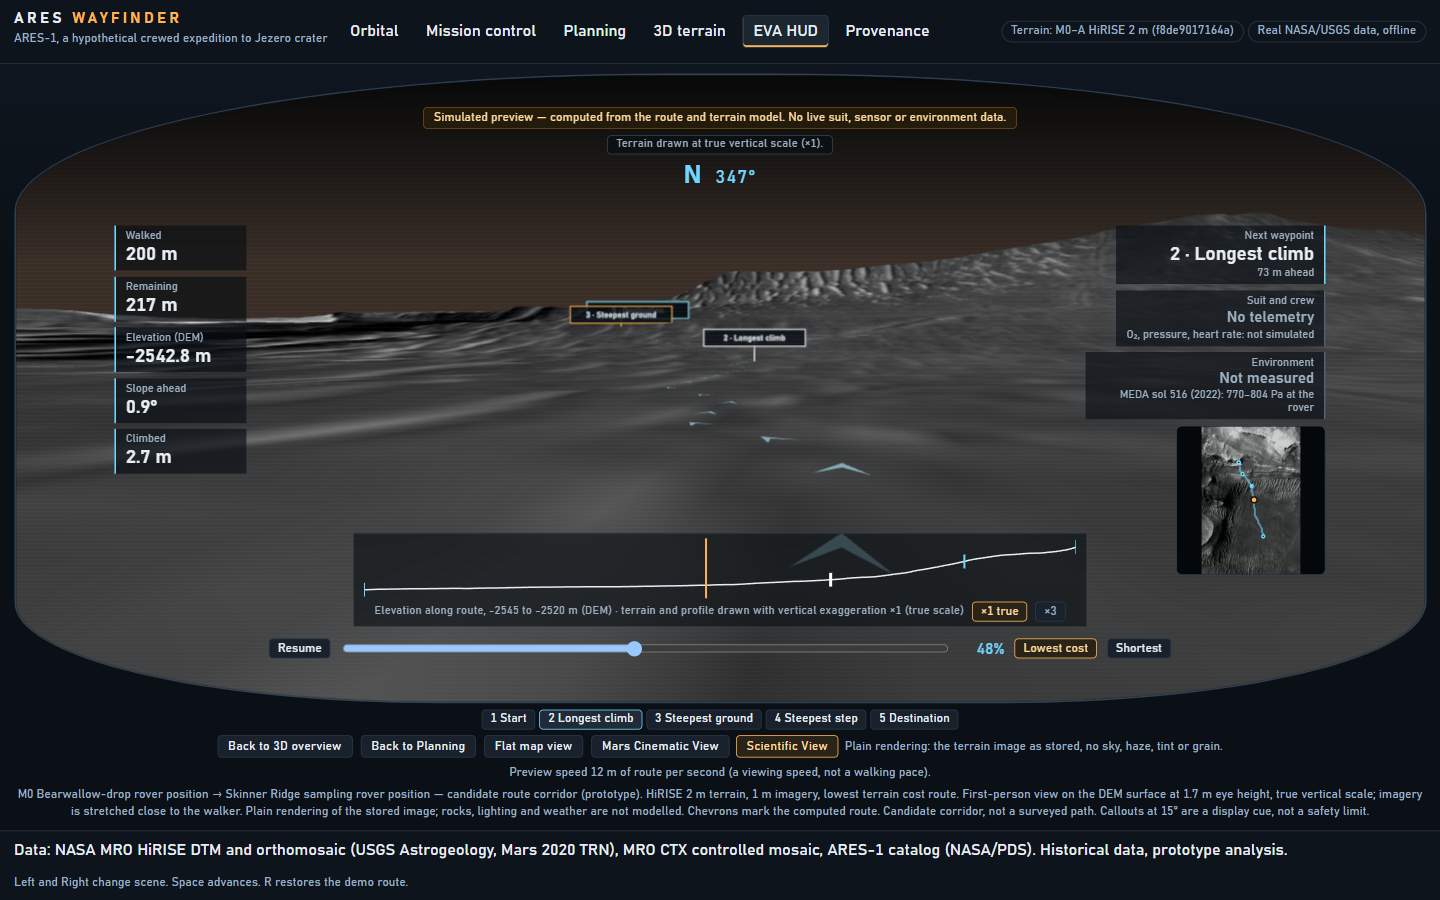 ARES WAYFINDER
ARES-1, a hypothetical crewed expedition to Jezero crater
Orbital
Mission control
Planning
3D terrain
EVA HUD
Provenance
Terrain: M0-A HiRISE 2 m (f8de9017164a)
Real NASA/USGS data, offline
Simulated preview — computed from the route and terrain model. No live suit, sensor or environment data.
Terrain drawn at true vertical scale (×1).
N 347°
Walked
200 m
Remaining
217 m
Elevation (DEM)
-2542.8 m
Slope ahead
0.9°
Climbed
2.7 m
3 · Steepest ground
2 · Longest climb
Next waypoint
2 · Longest climb
73 m ahead
Suit and crew
No telemetry
O₂, pressure, heart rate: not simulated
Environment
Not measured
MEDA sol 516 (2022): 770–804 Pa at the
rover
Elevation along route, -2545 to -2520 m (DEM) · terrain and profile drawn with vertical exaggeration ×1 (true scale)
×1 true
×3
Resume
48%
Lowest cost
Shortest
1 Start
2 Longest climb
3 Steepest ground
4 Steepest step
5 Destination
Back to 3D overview
Back to Planning
Flat map view
Mars Cinematic View
Scientific View
Plain rendering: the terrain image as stored, no sky, haze, tint or grain.
Preview speed 12 m of route per second (a viewing speed, not a walking pace).
M0 Bearwallow-drop rover position → Skinner Ridge sampling rover position — candidate route corridor (prototype). HiRISE 2 m terrain, 1 m imagery, lowest terrain cost route. First-person view on the DEM surface at 1.7 m eye height, true vertical scale; imagery
is stretched close to the walker. Plain rendering of the stored image; rocks, lighting and weather are not modelled. Chevrons mark the computed route. Candidate corridor, not a surveyed path. Callouts at 15° are a display cue, not a safety limit.
Data: NASA MRO HiRISE DTM and orthomosaic (USGS Astrogeology, Mars 2020 TRN), MRO CTX controlled mosaic, ARES-1 catalog (NASA/PDS). Historical data, prototype analysis.
Left and Right change scene. Space advances. R restores the demo route.